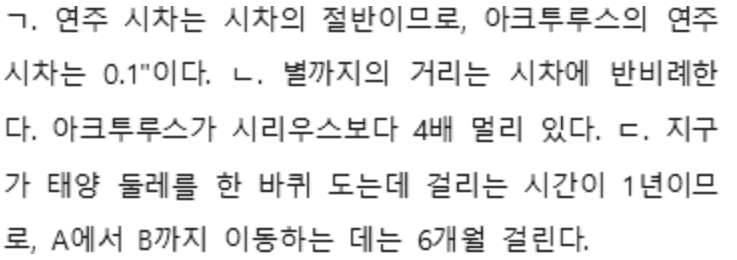 ㄱ. 연주 시차는 시차의 절반이므로, 아크투루스의 연주
시차는 0.1"이다. ㄴ. 별까지의 거리는 시차에 반비례한
다. 아크투루스가 시리우스보다 4배 멀리 있다. ㄷ. 지구
가 태양 둘레를 한 바퀴 도는데 걸리는 시간이 1년이므
로, A에서 B까지 이동하는 데는 6개월 걸린다.